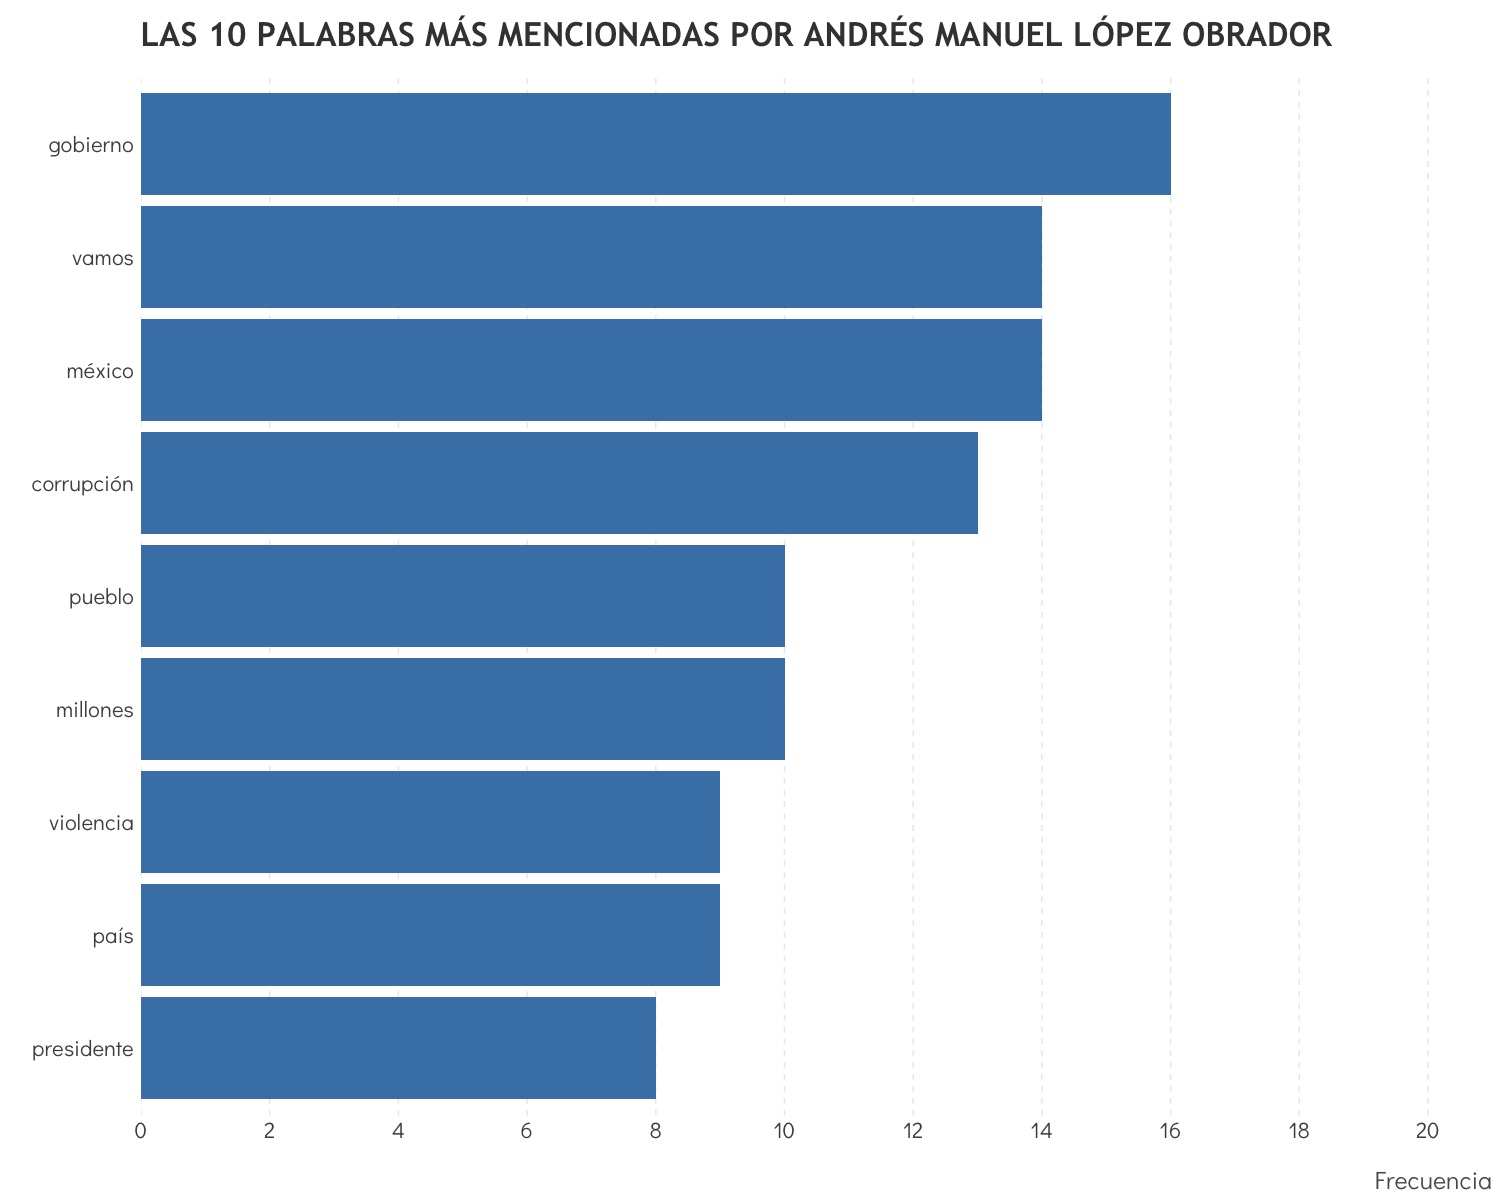 LAS 10 PALABRAS MÁS MENCIONADAS POR ANDRÉS MANUEL LÓPEZ OBRADOR
gobierno
vamos
méxico
corrupción
pueblo
millones
violencia
país
presidente
0 2 4 6 8 10 12 14 16 18 20
Frecuencia